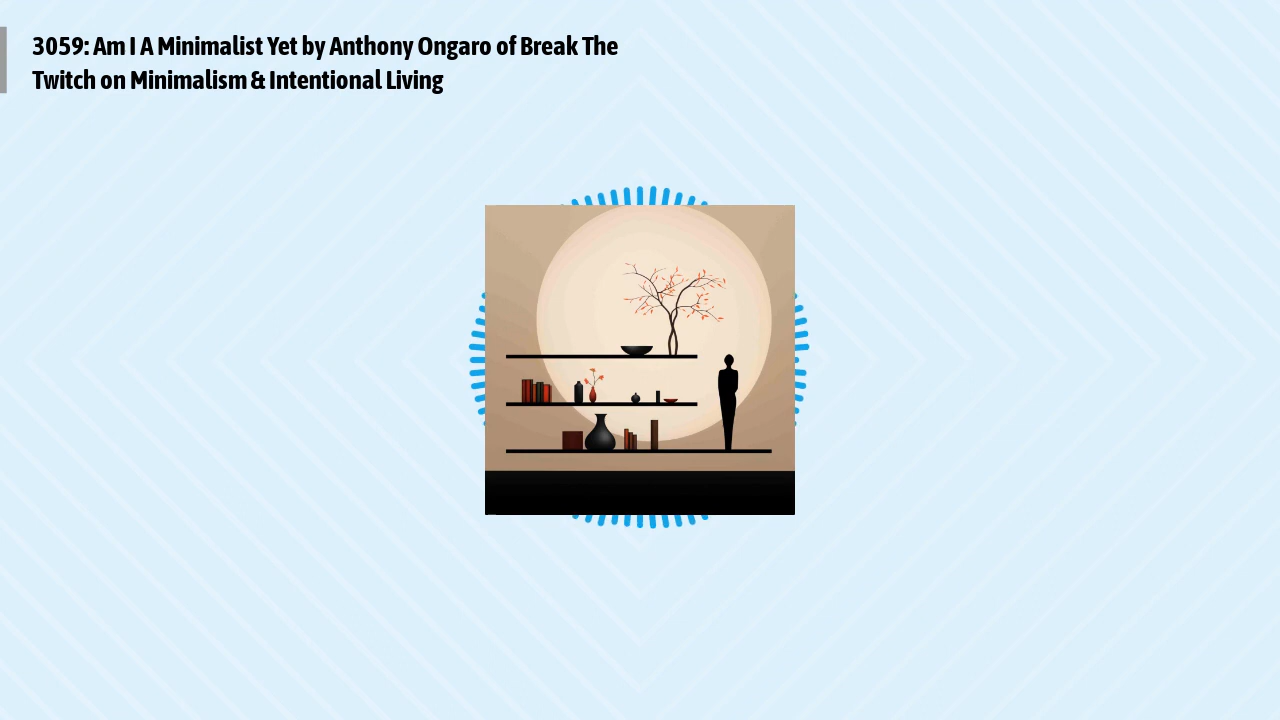 3059: Am I A Minimalist Yet by Anthony Ongaro of Break The
Twitch on Minimalism & Intentional Living